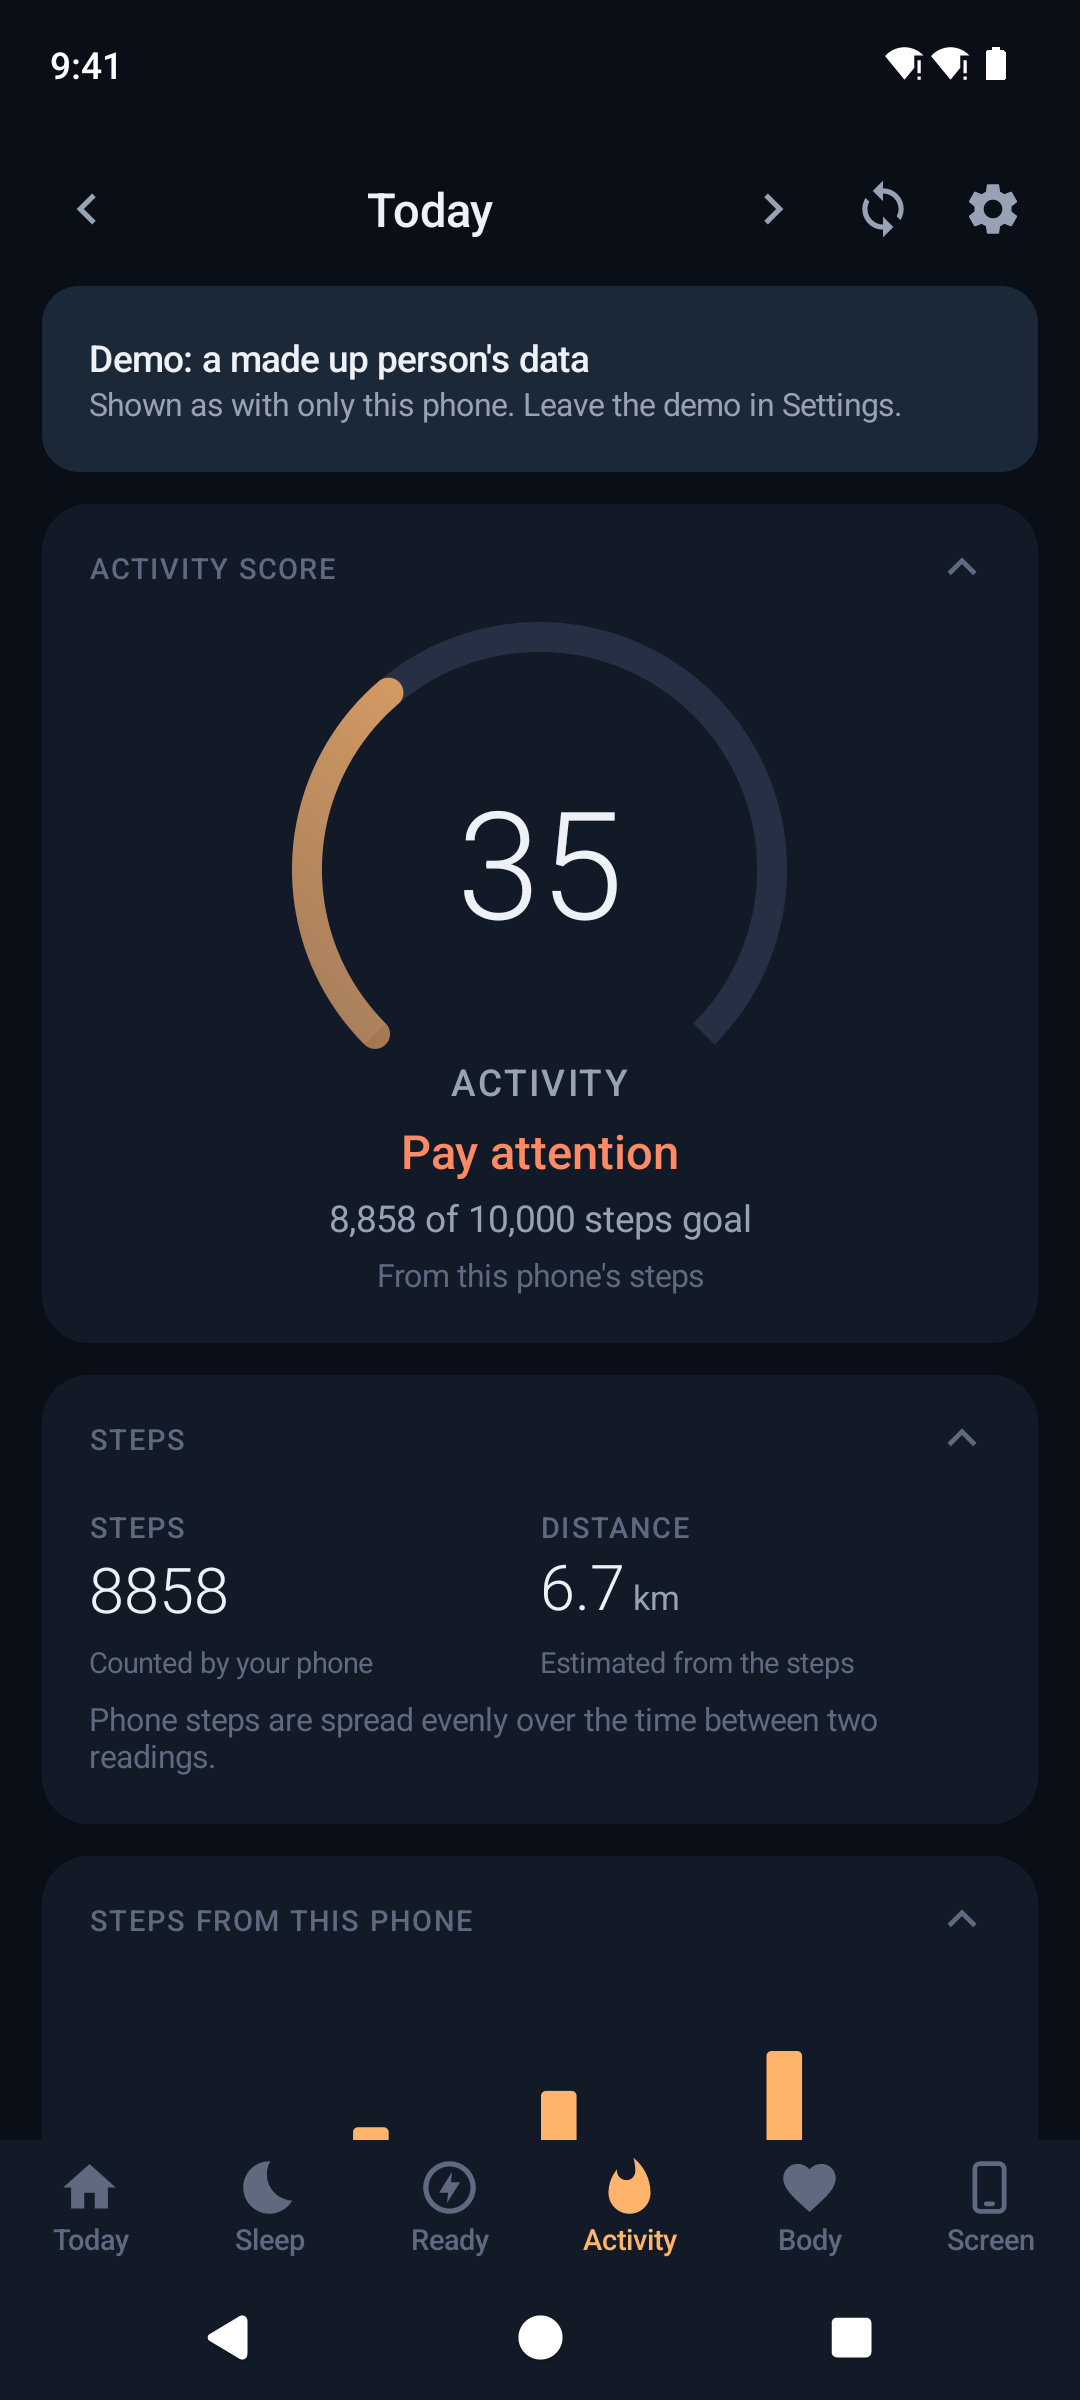 9:41
Today
Demo: a made up person's data
Shown as with only this phone. Leave the demo in Settings.
ACTIVITY SCORE
35
ACTIVITY
Pay attention
8,858 of 10,000 steps goal
From this phone's steps
STEPS
STEPS
8858
Counted by your phone
DISTANCE
6.7 km
Estimated from the steps
Phone steps are spread evenly over the time between two
readings.
STEPS FROM THIS PHONE
Today
Sleep
Ready
Activity
Body
Screen